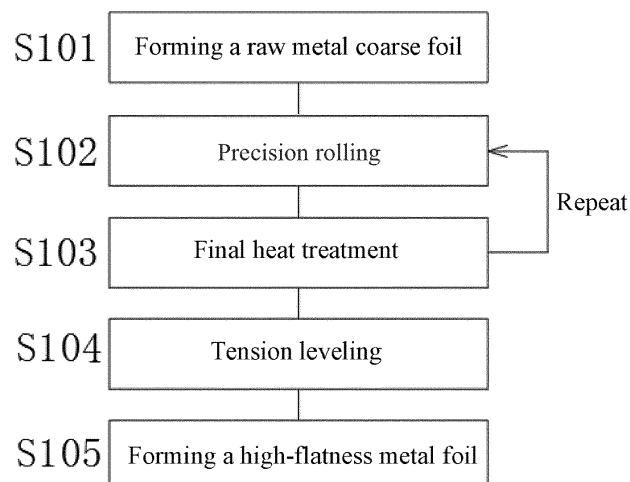 S101 Forming a raw metal coarse foil
S102 Precision rolling
Repeat
S103 Final heat treatment
S104 Tension leveling
S105 Forming a high-flatness metal foil